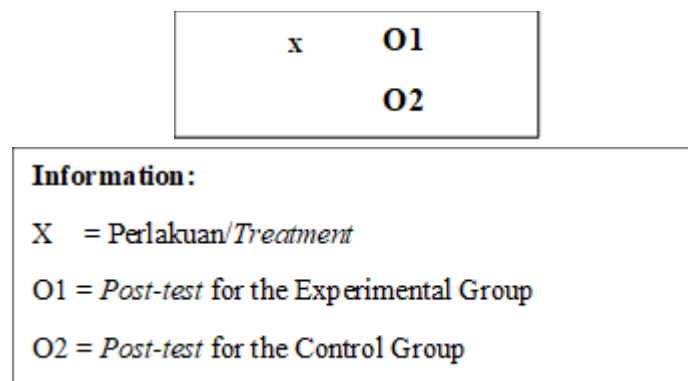 x O1
O2
Information:
X = Perlakuan/Treatment
O1 = Post-test for the Experimental Group
O2 = Post-test for the Control Group